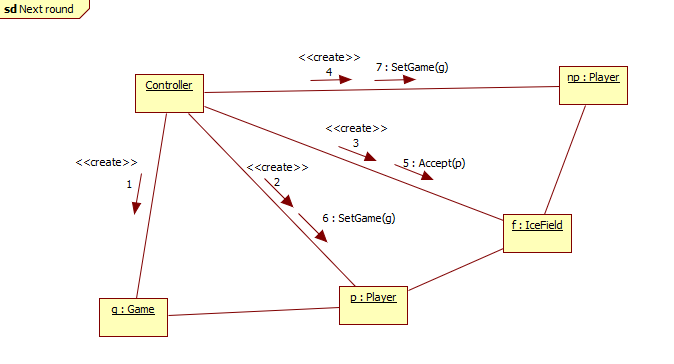 sd Next round
<<create>>
4
7 : SetGame(g)
Controller
np : Player
<<create>>
3
<<create>>
1
<<create>>
2
5 : Accept(p)
6 : SetGame(g)
f : IceField
p : Player
g : Game